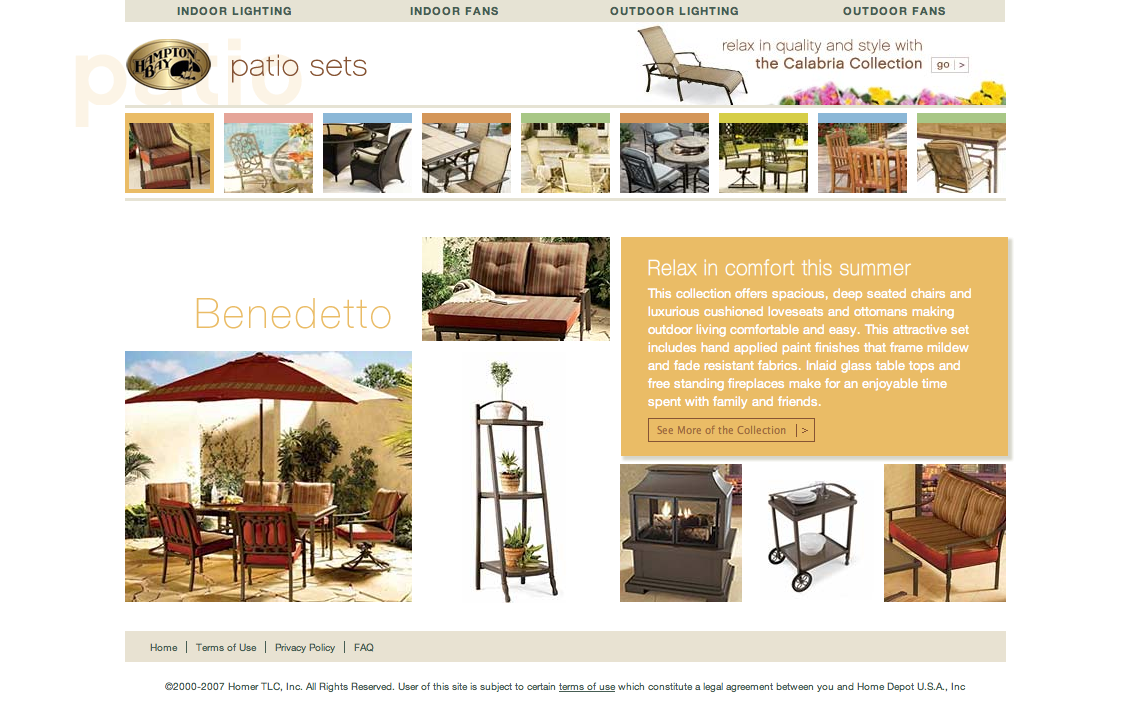 INDOOR LIGHTING INDOOR FANS OUTDOOR LIGHTING OUTDOOR FANS
patio
HAMPTON
BAY
patio sets
relax in quality and style with
the Calabria Collection go | >
Benedetto
Relax in comfort this summer
This collection offers spacious, deep seated chairs and
luxurious cushioned loveseats and ottomans making
outdoor living comfortable and easy. This attractive set
includes hand applied paint finishes that frame mildew
and fade resistant fabrics. Inlaid glass table tops and
free standing fireplaces make for an enjoyable time
spent with family and friends.
See More of the Collection | >
Home | Terms of Use | Privacy Policy | FAQ
©2000-2007 Homer TLC, Inc. All Rights Reserved. User of this site is subject to certain terms of use which constitute a legal agreement between you and Home Depot U.S.A., Inc